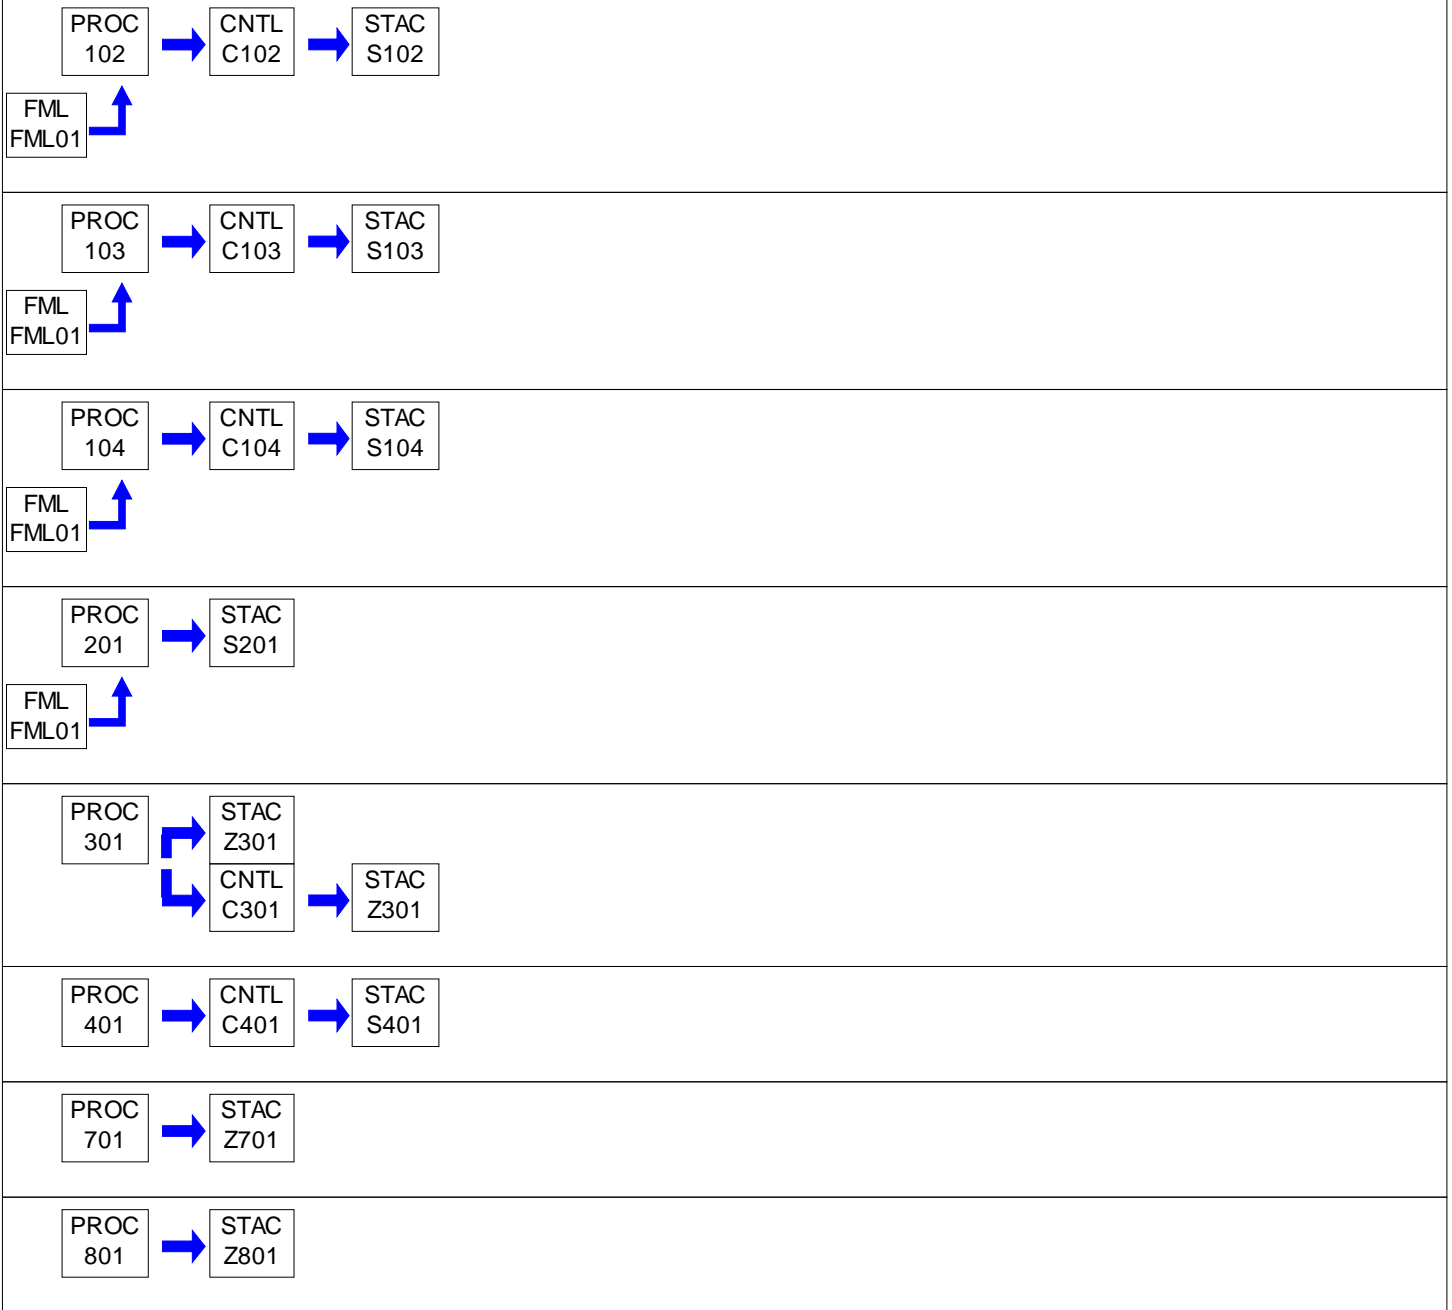 PROC
102
CNTL
C102
STAC
S102
FML
FML01
PROC
103
CNTL
C103
STAC
S103
FML
FML01
PROC
104
CNTL
C104
STAC
S104
FML
FML01
PROC
201
STAC
S201
FML
FML01
PROC
301
STAC
Z301
CNTL
C301
STAC
Z301
PROC
401
CNTL
C401
STAC
S401
PROC
701
STAC
Z701
PROC
801
STAC
Z801